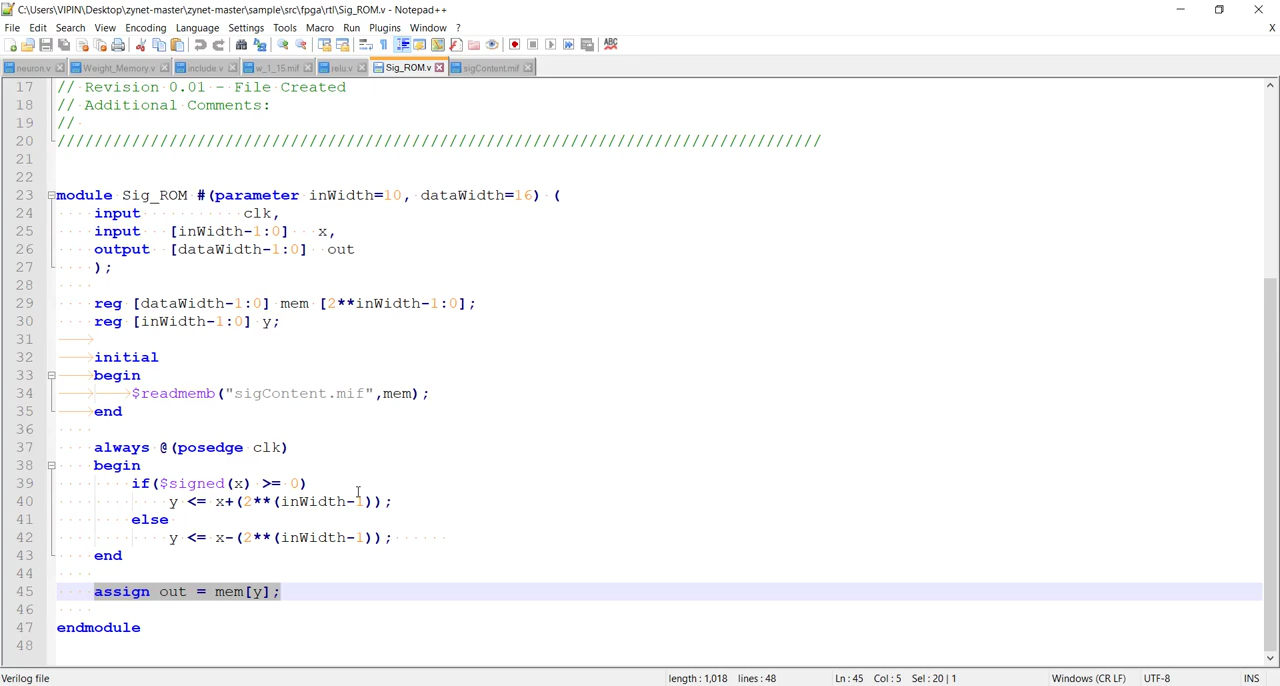 C:\Users\VIPIN\Desktop\zynet-master\zynet-master\sample\src\fpga\rtl\Sig_ROM.v - Notepad++
File Edit Search View Encoding Language Settings Tools Macro Run Plugins Window ? X
neuron.v Weight_Memory.v include.v w_1_15.mif relu.v Sig_ROM.v sigContent.mif
17 // Revision 0.01 - File Created
18 // Additional Comments:
19 //
20 //////////////////////////////////////////////////////////////////////////////////
21
22
23 module Sig_ROM #(parameter inWidth=10, dataWidth=16) (
24 input clk,
25 input [inWidth-1:0] x,
26 output [dataWidth-1:0] out
27 );
28
29 reg [dataWidth-1:0] mem [2**inWidth-1:0];
30 reg [inWidth-1:0] y;
31
32 initial
33 begin
34 $readmemb("sigContent.mif",mem);
35 end
36
37 always @(posedge clk)
38 begin
39 if($signed(x) >= 0)
40 y <= x+(2**(inWidth-1));
41 else
42 y <= x-(2**(inWidth-1));
43 end
44
45 assign out = mem[y];
46
47 endmodule
48
Verilog file length : 1,018 lines : 48 Ln : 45 Col : 5 Sel : 20 | 1 Windows (CR LF) UTF-8 INS